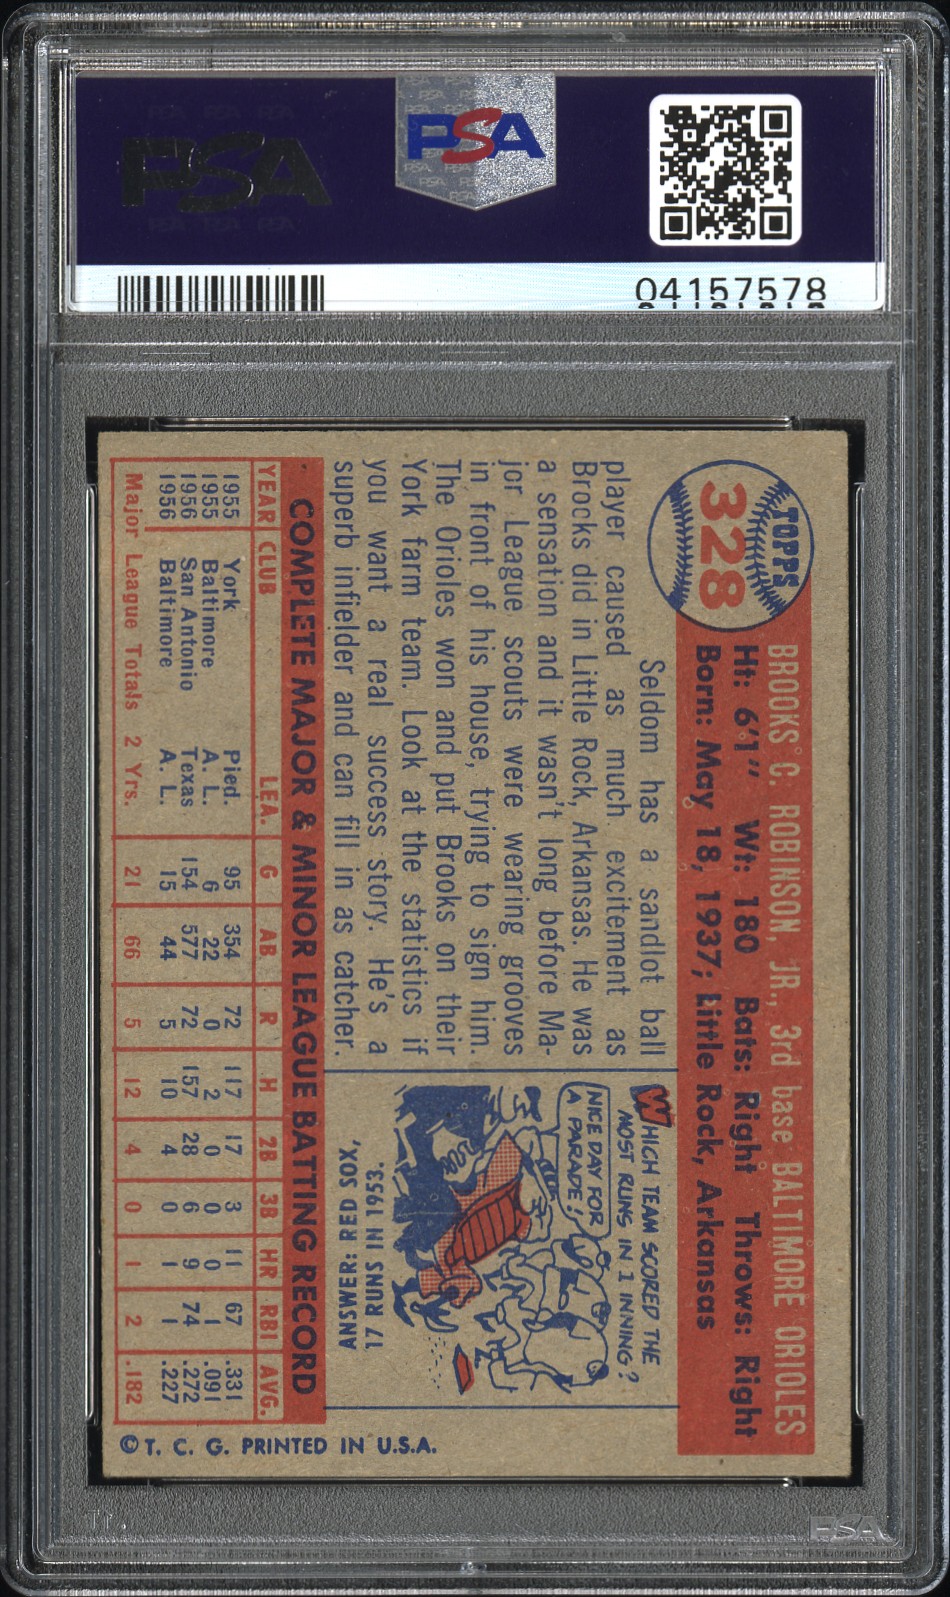 PSA
PSA
04157578
TOPPS
328
BROOKS C. ROBINSON, JR., 3rd base BALTIMORE ORIOLES
Ht: 6'1" Wt: 180 Bats: Right Throws: Right
Born: May 18, 1937; Little Rock, Arkansas
Seldom has a sandlot ball
player caused as much excitement as
Brocks did in Little Rock, Arkansas. He was
a sensation and it wasn't long before Ma-
jor League scouts were wearing grooves
in front of his house, trying to sign him.
The Orioles won and put Brooks on their
York farm team. Look at the statistics if
you want a real success story. He's a
superb infielder and can fill in as catcher.
WHICH TEAM SCORED THE
MOST RUNS IN 1 INNING?
NICE DAY FOR
A PARADE!
ANSWER: RED SOX,
17 RUNS IN 1953.
COMPLETE MAJOR & MINOR LEAGUE BATTING RECORD
YEAR CLUB LEA. G AB R H 2B 3B HR RBI AVG.
1955 York Pied. 95 354 72 117 17 3 11 67 .331
1955 Baltimore A. L. 6 22 0 2 0 0 0 1 .091
1956 San Antonio Texas 154 577 72 157 28 6 9 74 .272
1956 Baltimore A. L. 15 44 5 10 4 0 1 1 .227
Major League Totals 2 Yrs. 21 66 5 12 4 0 1 2 .182
© T. C. G. PRINTED IN U.S.A.
PSA